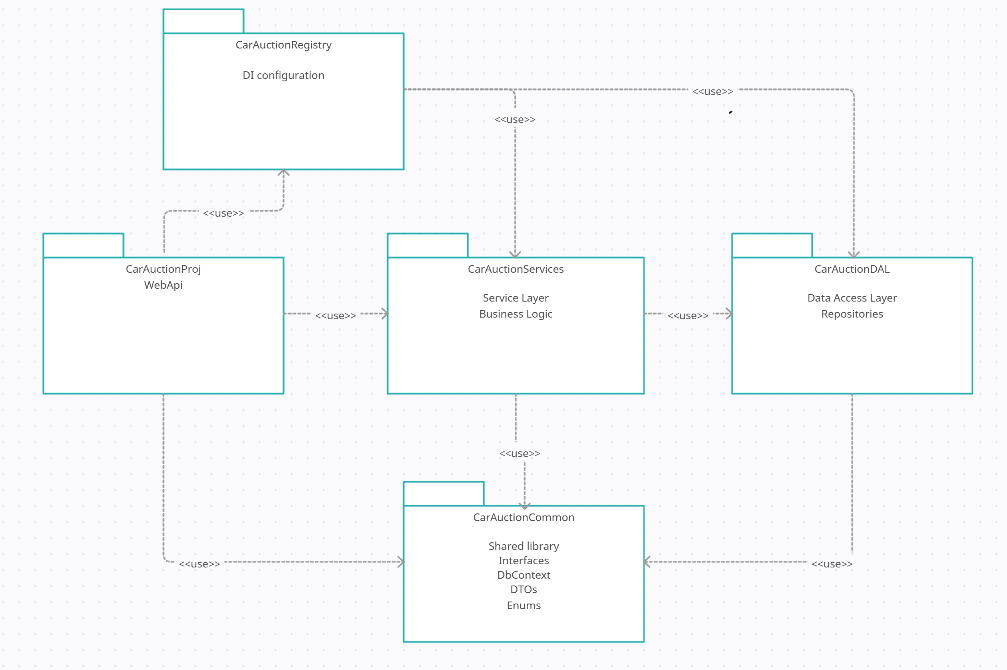 CarAuctionRegistry
DI configuration
<<use>>
<<use>>
<<use>>
CarAuctionProj
WebApi
CarAuctionServices
Service Layer
Business Logic
CarAuctionDAL
Data Access Layer
Repositories
<<use>>
<<use>>
<<use>>
CarAuctionCommon
Shared library
Interfaces
DbContext
DTOs
Enums
<<use>>
<<use>>